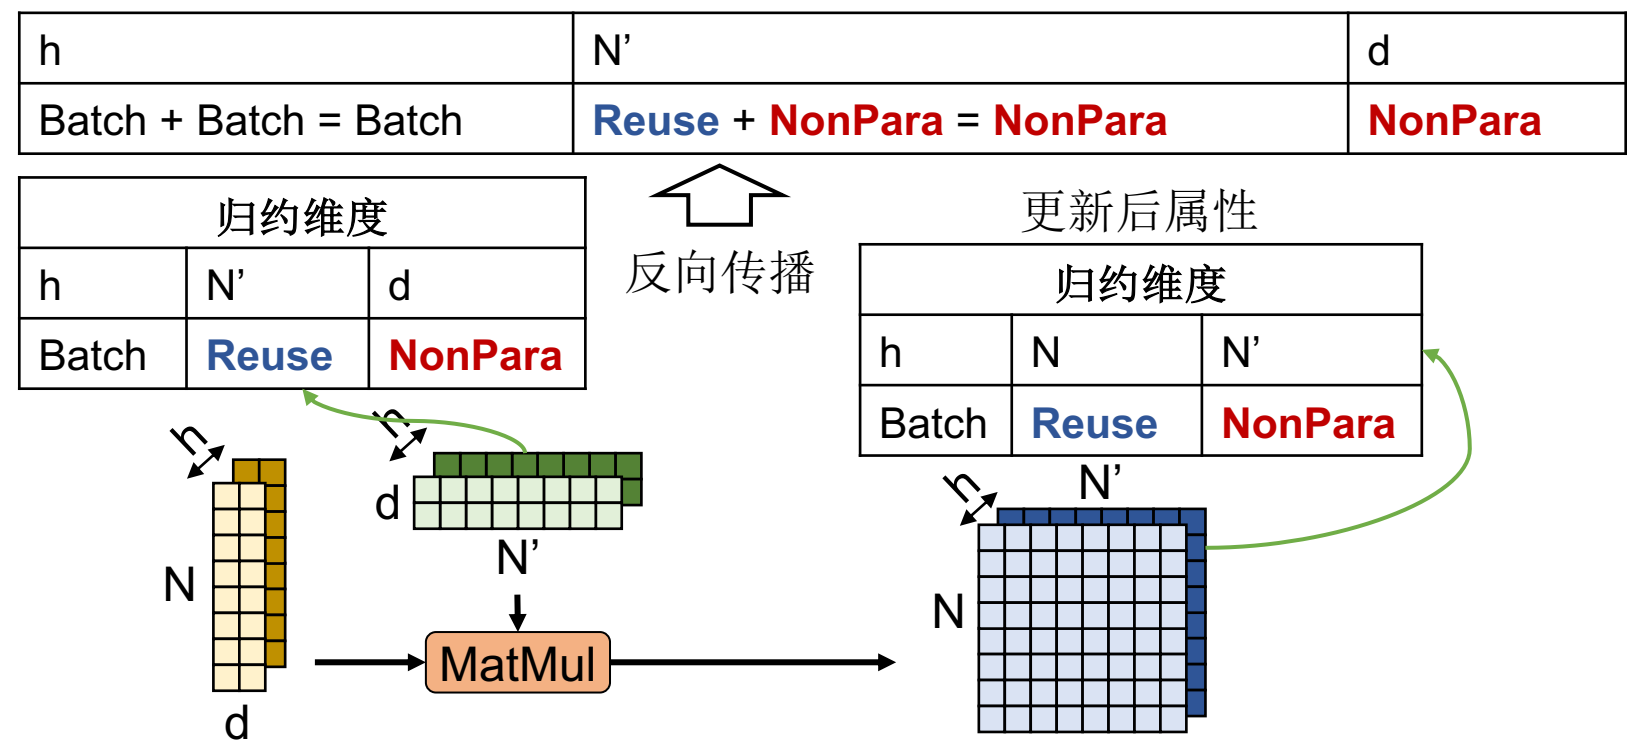 h N’ d
Batch + Batch = Batch Reuse + NonPara = NonPara NonPara
归约维度
h N’ d
Batch Reuse NonPara
反向传播
更新后属性
归约维度
h N N’
Batch Reuse NonPara
h
N
d
h
d
N’
MatMul
h
N’
N